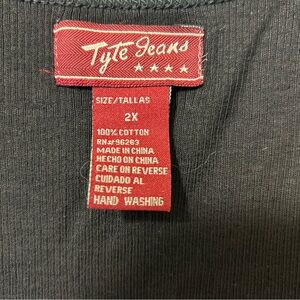 Tyte Jeans
★★★★
SIZE/TALLAS
2X
100% COTTON
RN#96263
MADE IN CHINA
HECHO EN CHINA
CARE ON REVERSE
CUIDADO AL
REVERSE
HAND WASHING